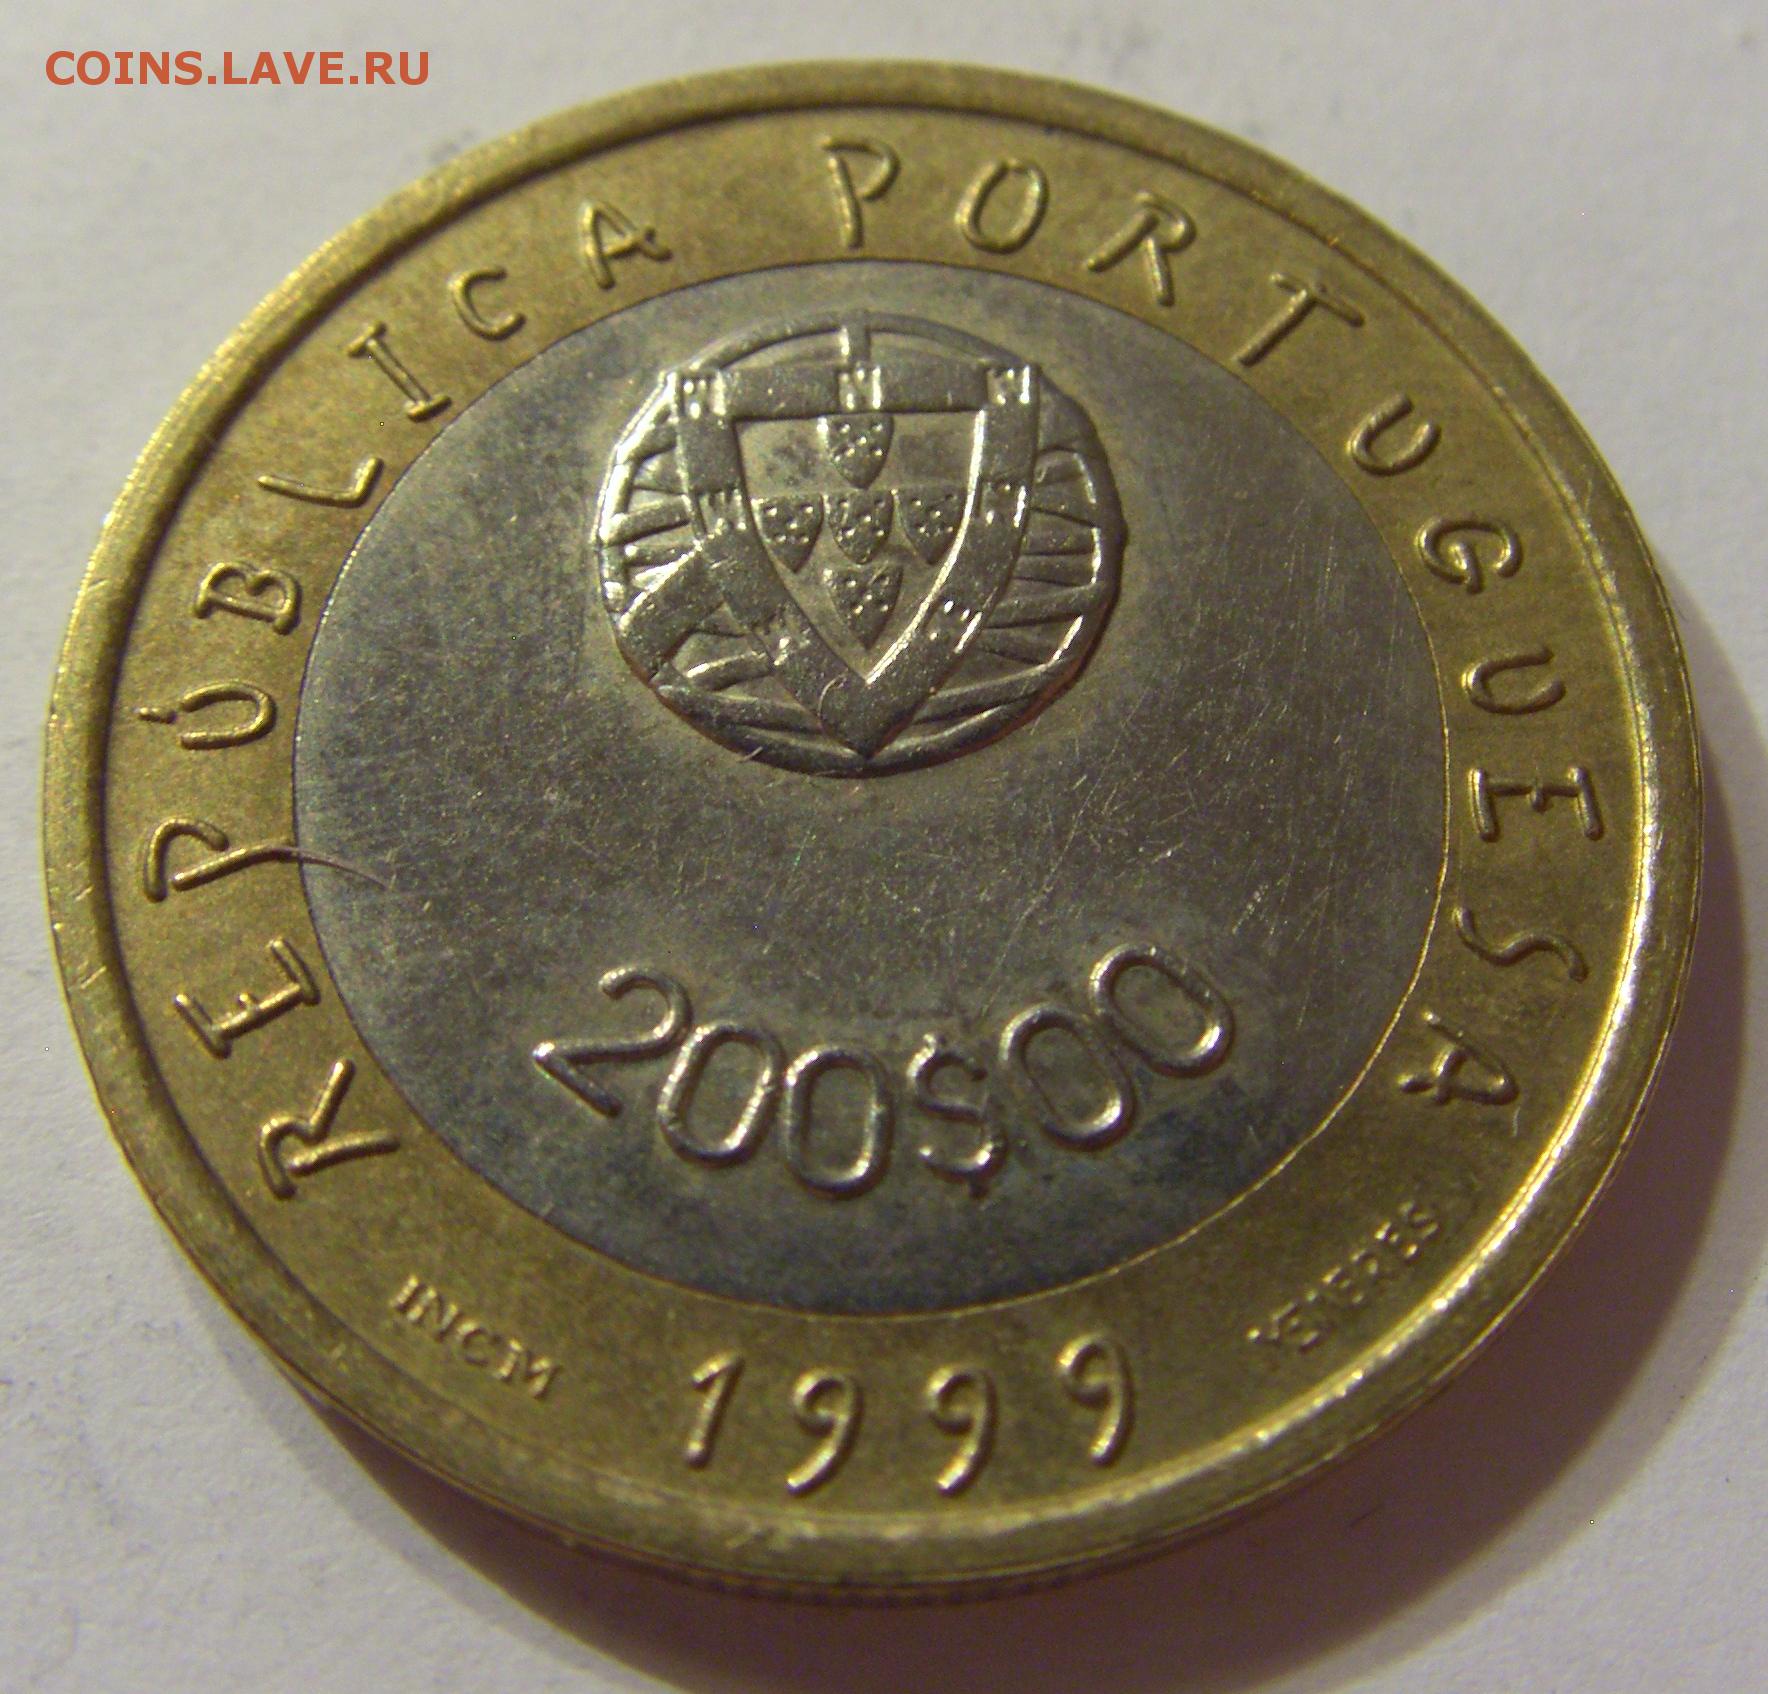 COINS.LAVE.RU
REPÚBLICA PORTUGUESA
200$00
INCM
1999